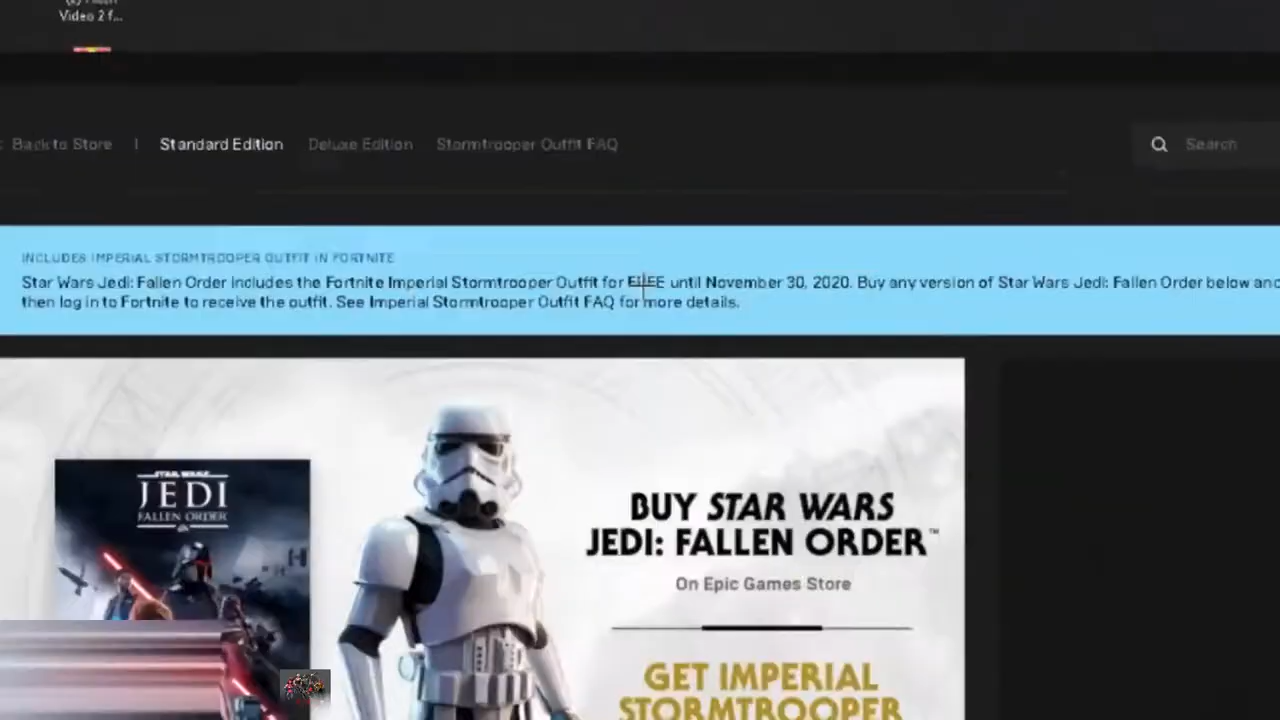 Video 2 f...
Back to Store | Standard Edition Deluxe Edition Stormtrooper Outfit FAQ
Search
INCLUDES IMPERIAL STORMTROOPER OUTFIT IN FORTNITE
Star Wars Jedi: Fallen Order includes the Fortnite Imperial Stormtrooper Outfit for FREE until November 30, 2020. Buy any version of Star Wars Jedi: Fallen Order below and
then log in to Fortnite to receive the outfit. See Imperial Stormtrooper Outfit FAQ for more details.
STAR WARS
JEDI
FALLEN ORDER
BUY STAR WARS
JEDI: FALLEN ORDER™
On Epic Games Store
GET IMPERIAL
STORMTROOPER